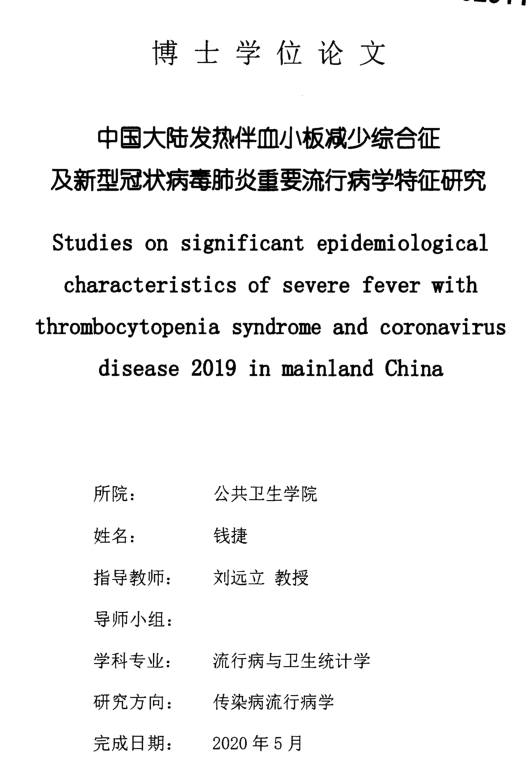 博士学位论文
中国大陆发热伴血小板减少综合征
及新型冠状病毒肺炎重要流行病学特征研究
Studies on significant epidemiological
characteristics of severe fever with
thrombocytopenia syndrome and coronavirus
disease 2019 in mainland China
所院： 公共卫生学院
姓名： 钱捷
指导教师： 刘远立 教授
导师小组：
学科专业： 流行病与卫生统计学
研究方向： 传染病流行病学
完成日期： 2020 年 5 月